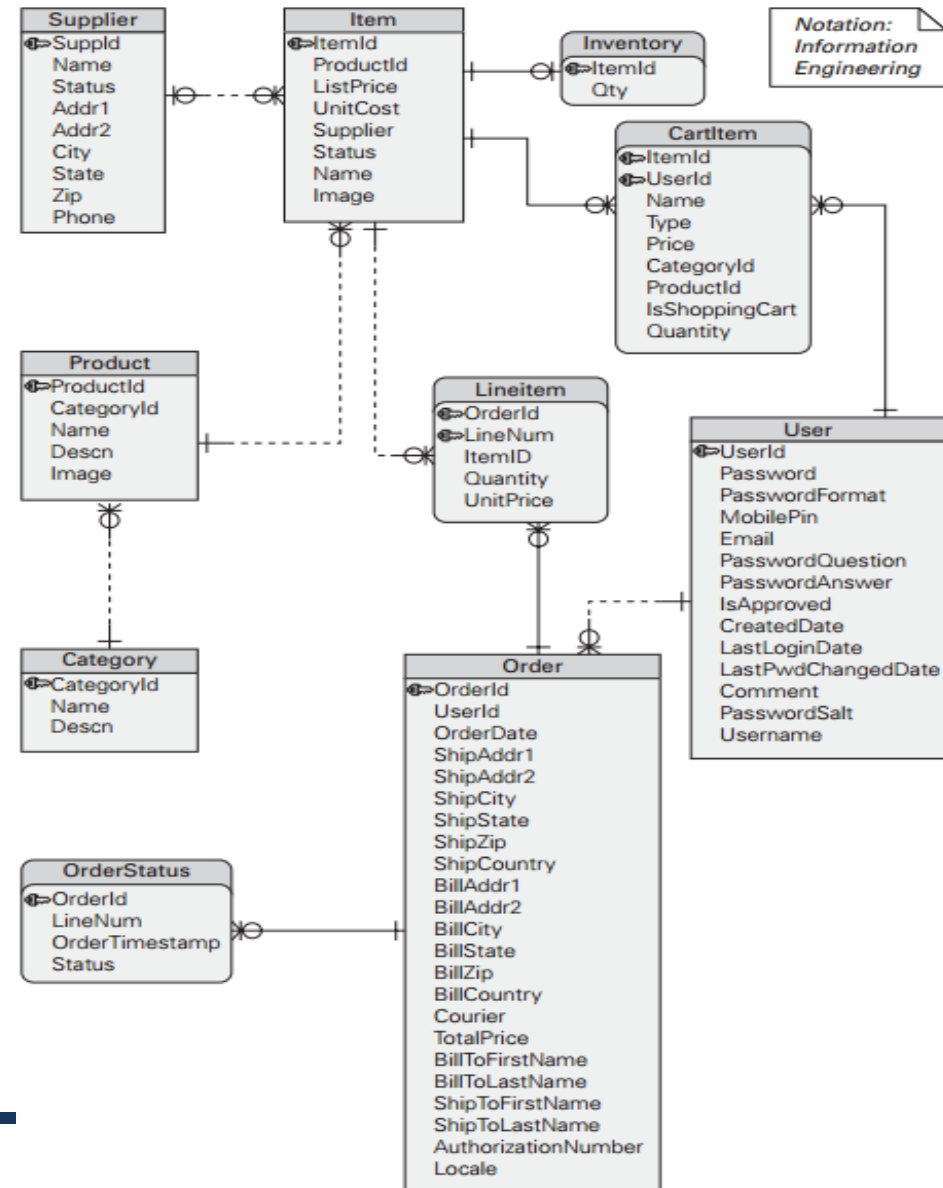 Supplier
SuppId
Name
Status
Addr1
Addr2
City
State
Zip
Phone
Item
ItemId
ProductId
ListPrice
UnitCost
Supplier
Status
Name
Image
Inventory
ItemId
Qty
Notation:
Information
Engineering
CartItem
ItemId
UserId
Name
Type
Price
CategoryId
ProductId
IsShoppingCart
Quantity
Product
ProductId
CategoryId
Name
Descn
Image
Lineitem
OrderId
LineNum
ItemID
Quantity
UnitPrice
User
UserId
Password
PasswordFormat
MobilePin
Email
PasswordQuestion
PasswordAnswer
IsApproved
CreatedDate
LastLoginDate
LastPwdChangedDate
Comment
PasswordSalt
Username
Category
CategoryId
Name
Descn
Order
OrderId
UserId
OrderDate
ShipAddr1
ShipAddr2
ShipCity
ShipState
ShipZip
ShipCountry
BillAddr1
BillAddr2
BillCity
BillState
BillZip
BillCountry
Courier
TotalPrice
BillToFirstName
BillToLastName
ShipToFirstName
ShipToLastName
AuthorizationNumber
Locale
OrderStatus
OrderId
LineNum
OrderTimestamp
Status